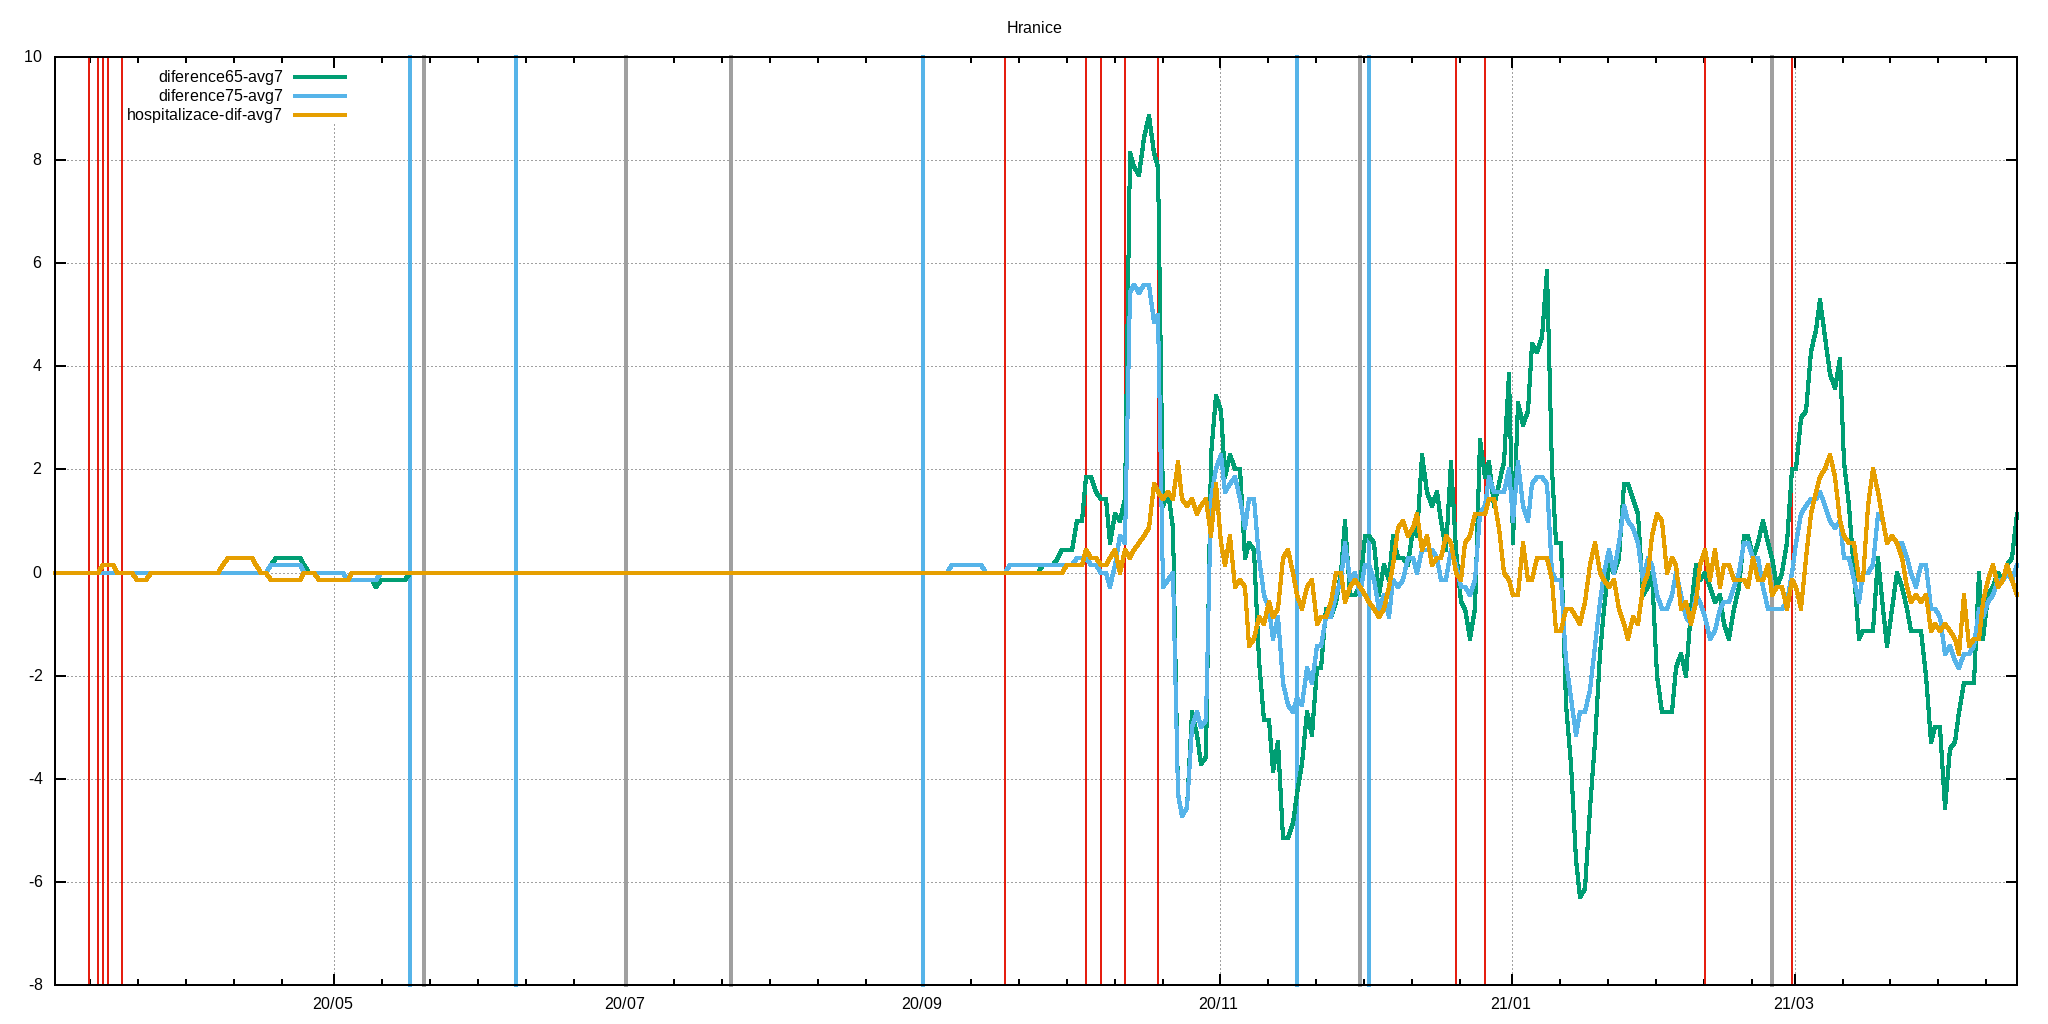 Hranice
10
8
6
4
2
0
-2
-4
-6
-8
diference65-avg7
diference75-avg7
hospitalizace-dif-avg7
20/05 20/07 20/09 20/11 21/01 21/03